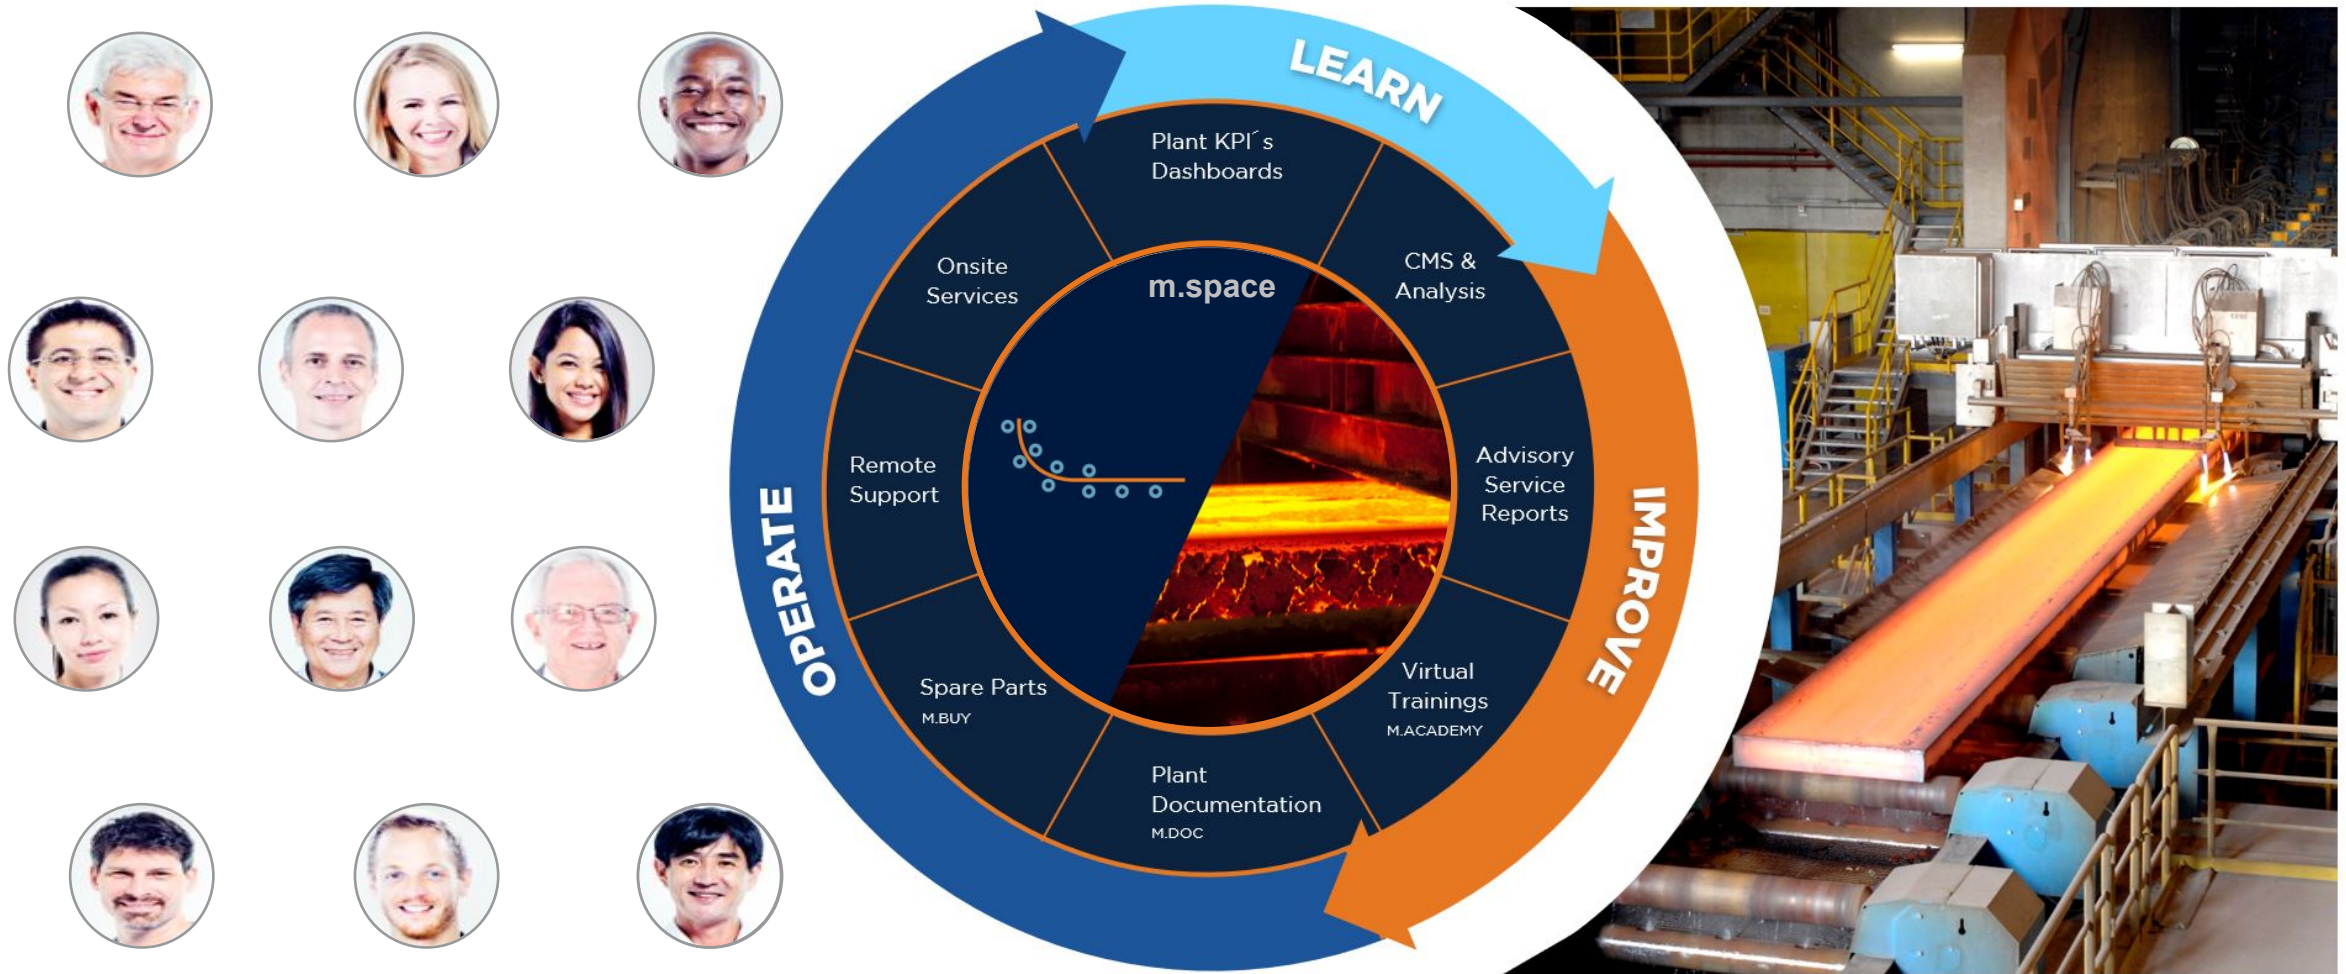 LEARN
Plant KPI´s
Dashboards
CMS &
Analysis
Advisory
Service
Reports
IMPROVE
Virtual
Trainings
M.ACADEMY
Plant
Documentation
M.DOC
Spare Parts
M.BUY
OPERATE
Remote
Support
Onsite
Services
m.space